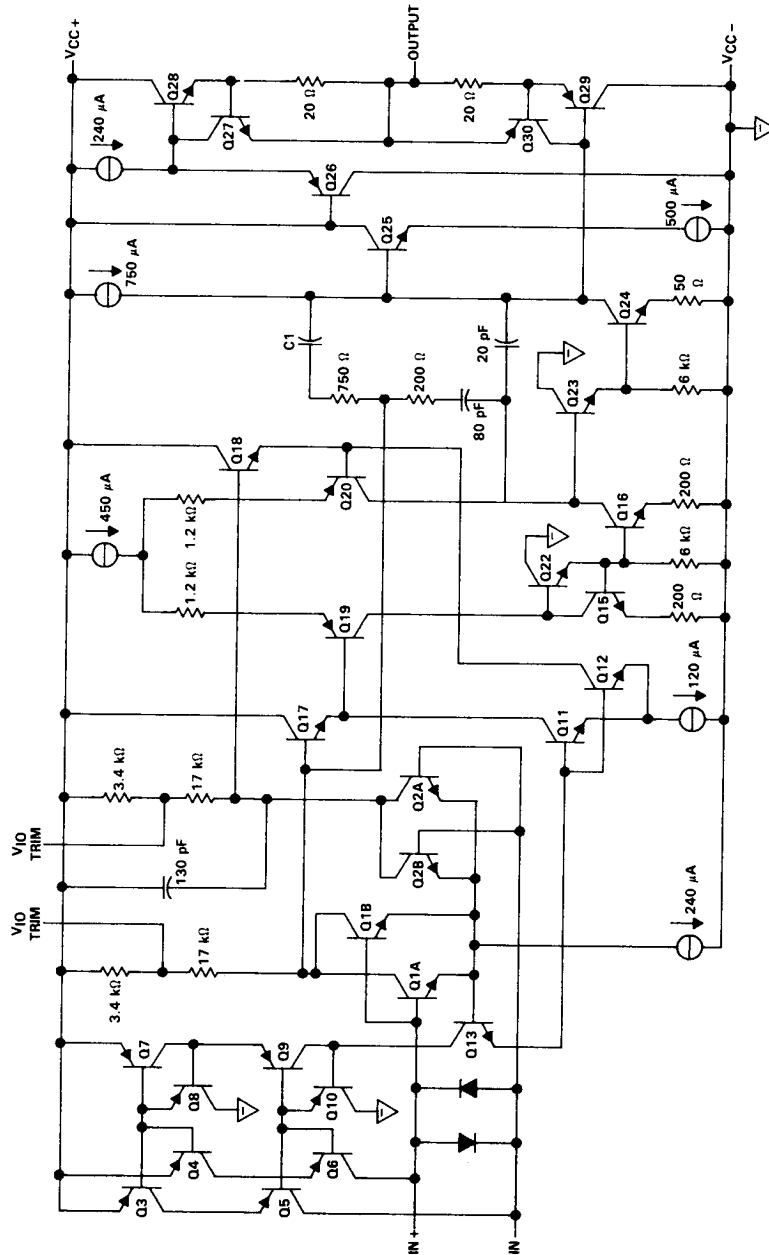 VCC+
VIO
TRIM
VIO
TRIM
3.4 kΩ
17 kΩ
130 pF
3.4 kΩ
17 kΩ
450 μA
1.2 kΩ
1.2 kΩ
750 μA
240 μA
Q3
Q4
Q7
Q8
Q5
Q6
Q9
Q10
Q13
Q1A
Q1B
Q2B
Q2A
Q17
Q18
Q19
Q20
C1
750 Ω
200 Ω
80 pF
20 pF
Q25
Q26
Q27
Q28
20 Ω
OUTPUT
20 Ω
Q30
Q29
Q11
Q12
Q22
Q15
Q16
Q23
Q24
IN +
IN −
240 μA
120 μA
200
Ω
6 kΩ
200 Ω
6 kΩ
50
Ω
500 μA
VCC−